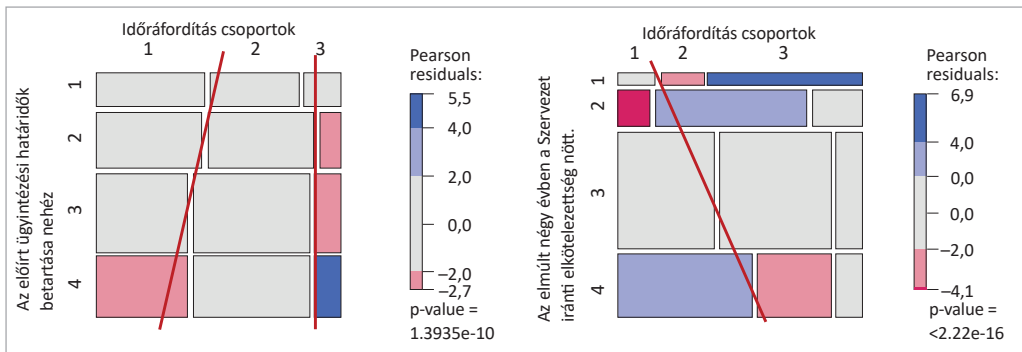 Időráfordítás csoportok
1 2 3
Az előírt ügyintézési határidők
betartása nehéz
1
2
3
4
Pearson
residuals:
5,5
4,0
2,0
0,0
−2,0
−2,7
p-value =
1.3935e-10
Időráfordítás csoportok
1 2 3
Az elmúlt négy évben a Szervezet
iránti elkötelezettség nőtt.
1
2
3
4
Pearson
residuals:
6,9
4,0
0,0
−0,0
−2,0
−4,1
p-value =
<2.22e-16